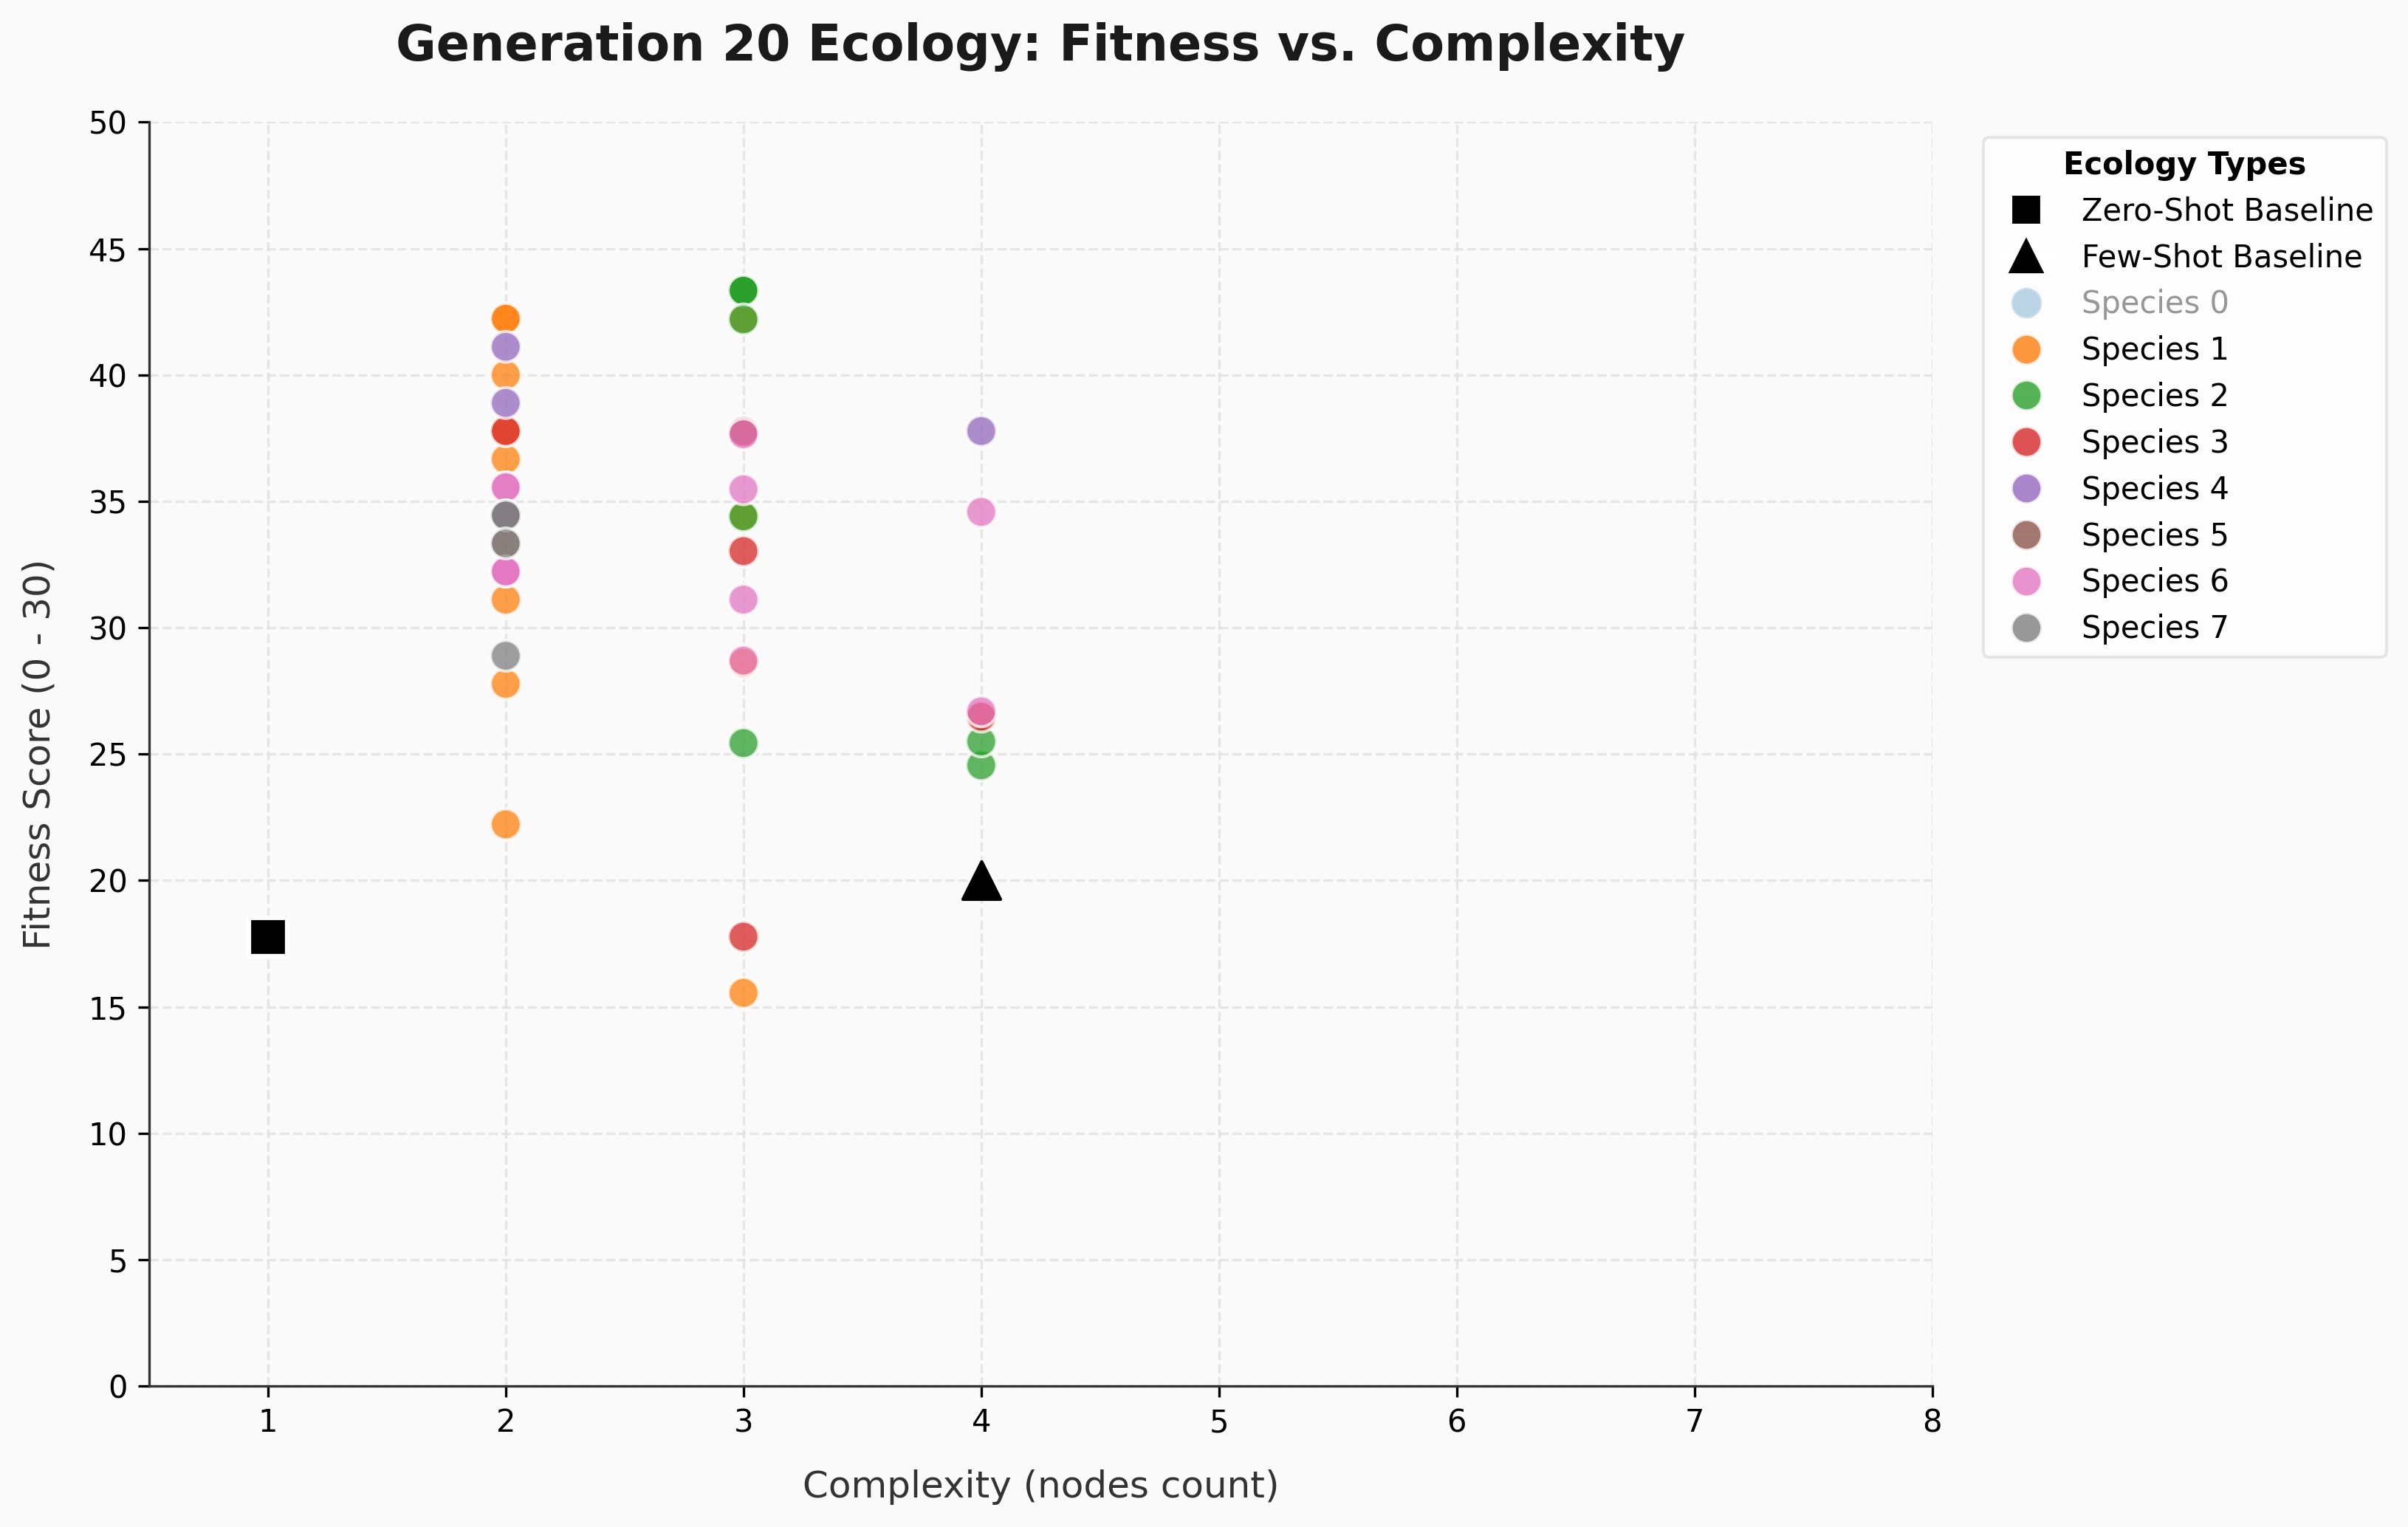 Generation 20 Ecology: Fitness vs. Complexity
50
45
40
35
30
25
20
15
10
5
0
Fitness Score (0 - 30)
1 2 3 4 5 6 7 8
Complexity (nodes count)
Ecology Types
Zero-Shot Baseline
Few-Shot Baseline
Species 0
Species 1
Species 2
Species 3
Species 4
Species 5
Species 6
Species 7